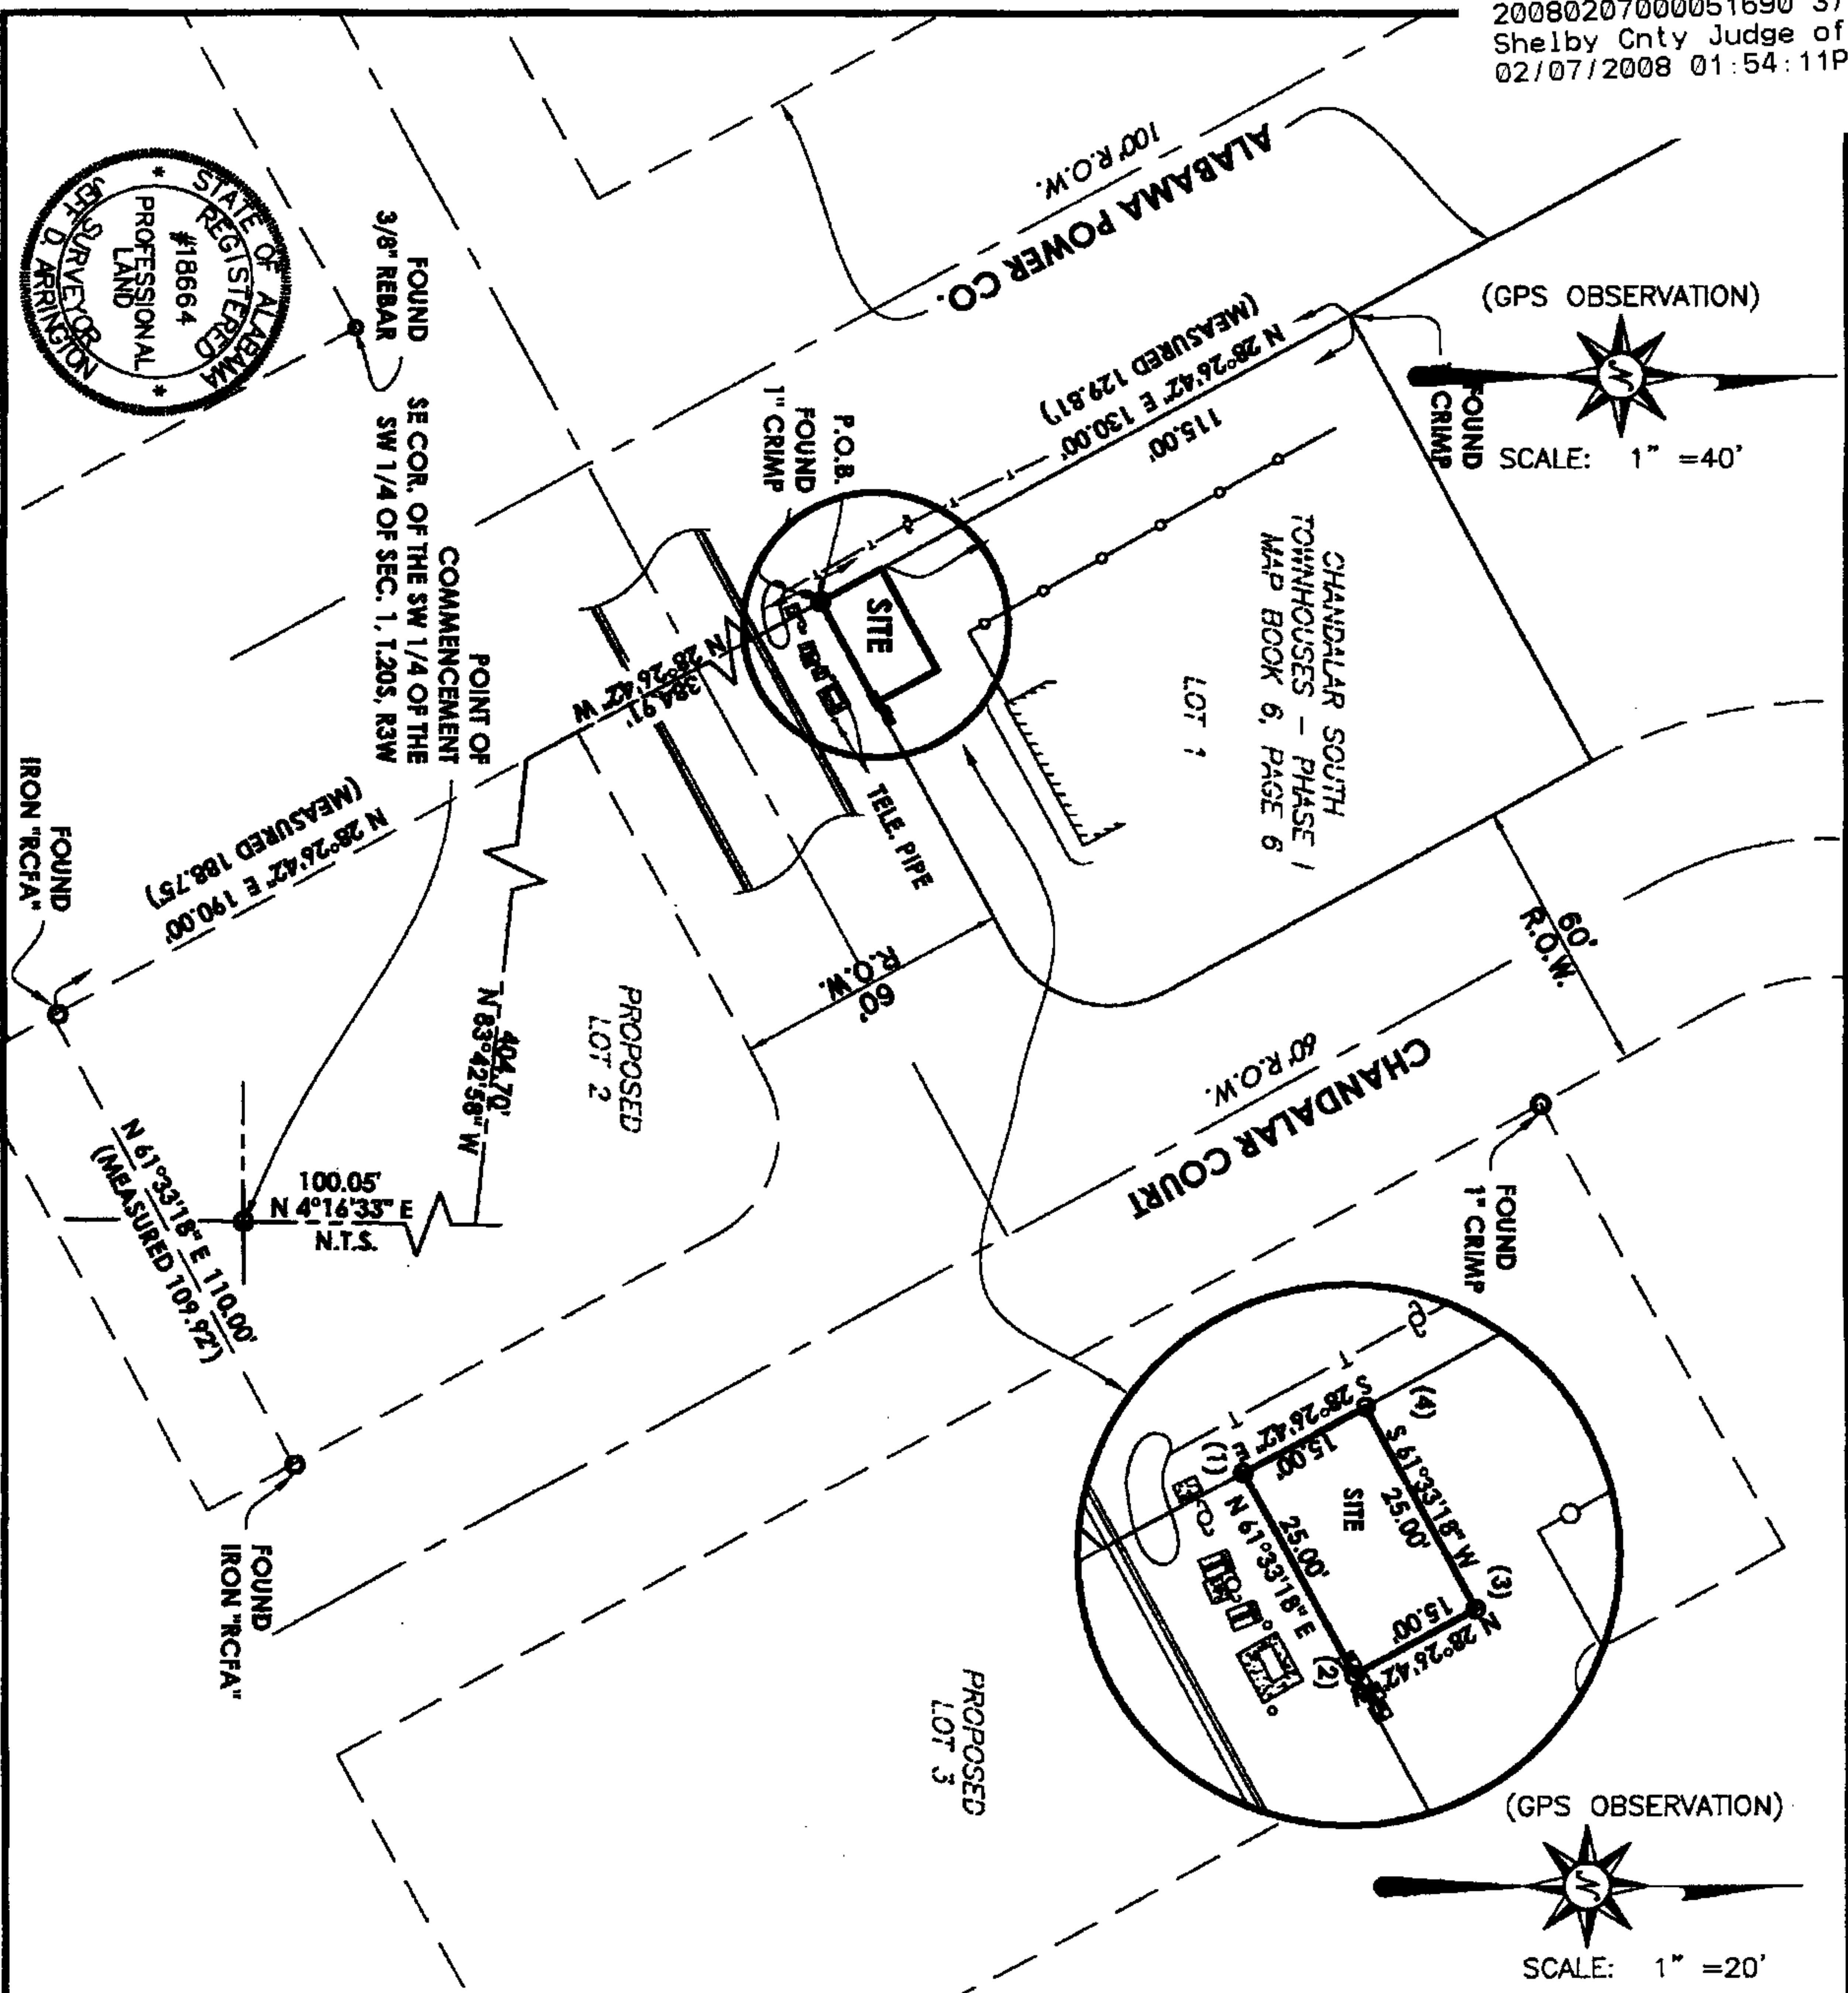 20080207000051690 3/
Shelby Cnty Judge of
02/07/2008 01:54:11P
(GPS OBSERVATION)
N
SCALE: 1" =40'
ALABAMA POWER CO.
100' R.O.W.
FOUND
CRIMP
N 28°26'42" E 130.00'
(MEASURED 129.81')
115.00'
STATE OF ALABAMA
REGISTERED
#18664
PROFESSIONAL
LAND
SURVEYOR
JEFF D. ARRINGTON
FOUND
3/8" REBAR
P.O.B.
FOUND
1" CRIMP
SITE
CHANDALAR SOUTH
TOWNHOUSES - PHASE I
MAP BOOK 6, PAGE 6
LOT 1
POINT OF
COMMENCEMENT
SE COR. OF THE SW 1/4 OF THE
SW 1/4 OF SEC. 1, T.20S, R3W
384.91'
N 28°26'42" W
TELE. PIPE
FOUND
IRON "RCFA"
N 28°26'42" E 190.00'
(MEASURED 188.75')
404.70'
N 83°42'58" W
PROPOSED
LOT 2
60'
R.O.W.
60'
R.O.W.
CHANDALAR COURT
60' R.O.W.
FOUND
1" CRIMP
100.05'
N 4°16'33" E
N.T.S.
N 61°33'18" E 110.00'
(MEASURED 109.92')
FOUND
IRON "RCFA"
(4)
S 28°26'42" E
15.00'
S 61°33'18" W
25.00'
T
T
(1)
SITE
25.00'
N 61°33'18" E
(3)
15.00'
N 28°26'42"
(2)
PROPOSED
LOT 3
(GPS OBSERVATION)
N
SCALE: 1" =20'